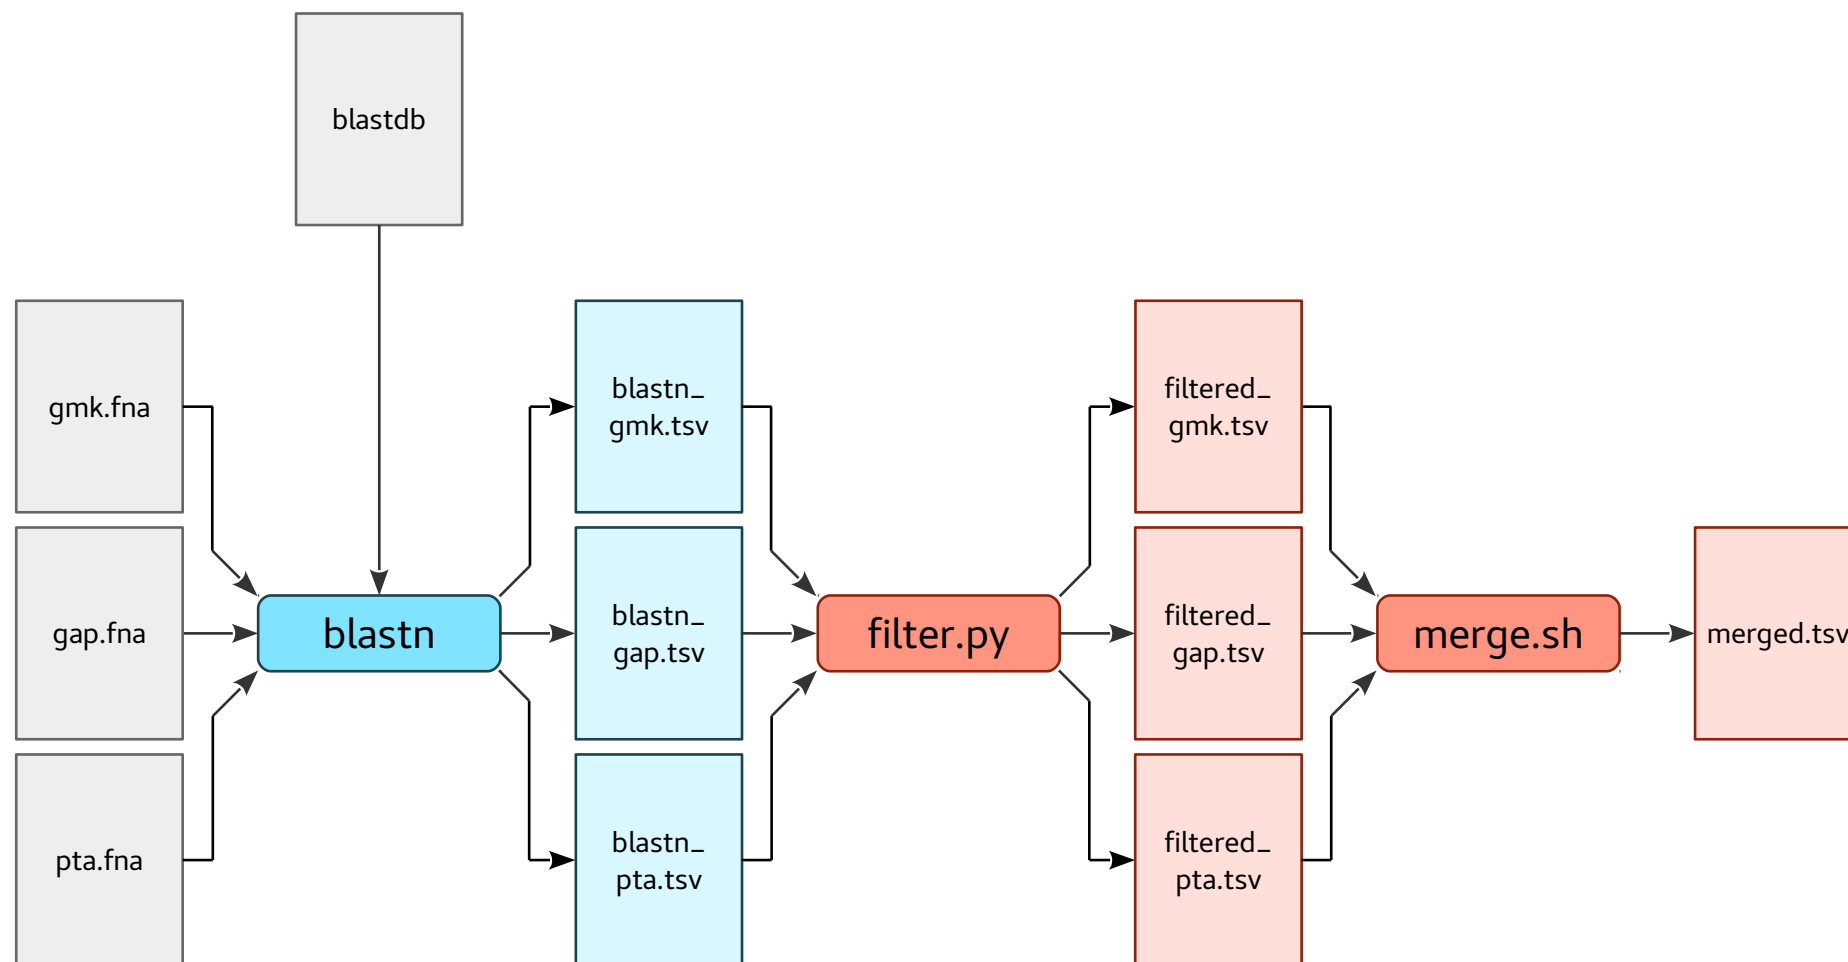 blastdb
gmk.fna
gap.fna
pta.fna
blastn
blastn_
gmk.tsv
blastn_
gap.tsv
blastn_
pta.tsv
filter.py
filtered_
gmk.tsv
filtered_
gap.tsv
filtered_
pta.tsv
merge.sh
merged.tsv